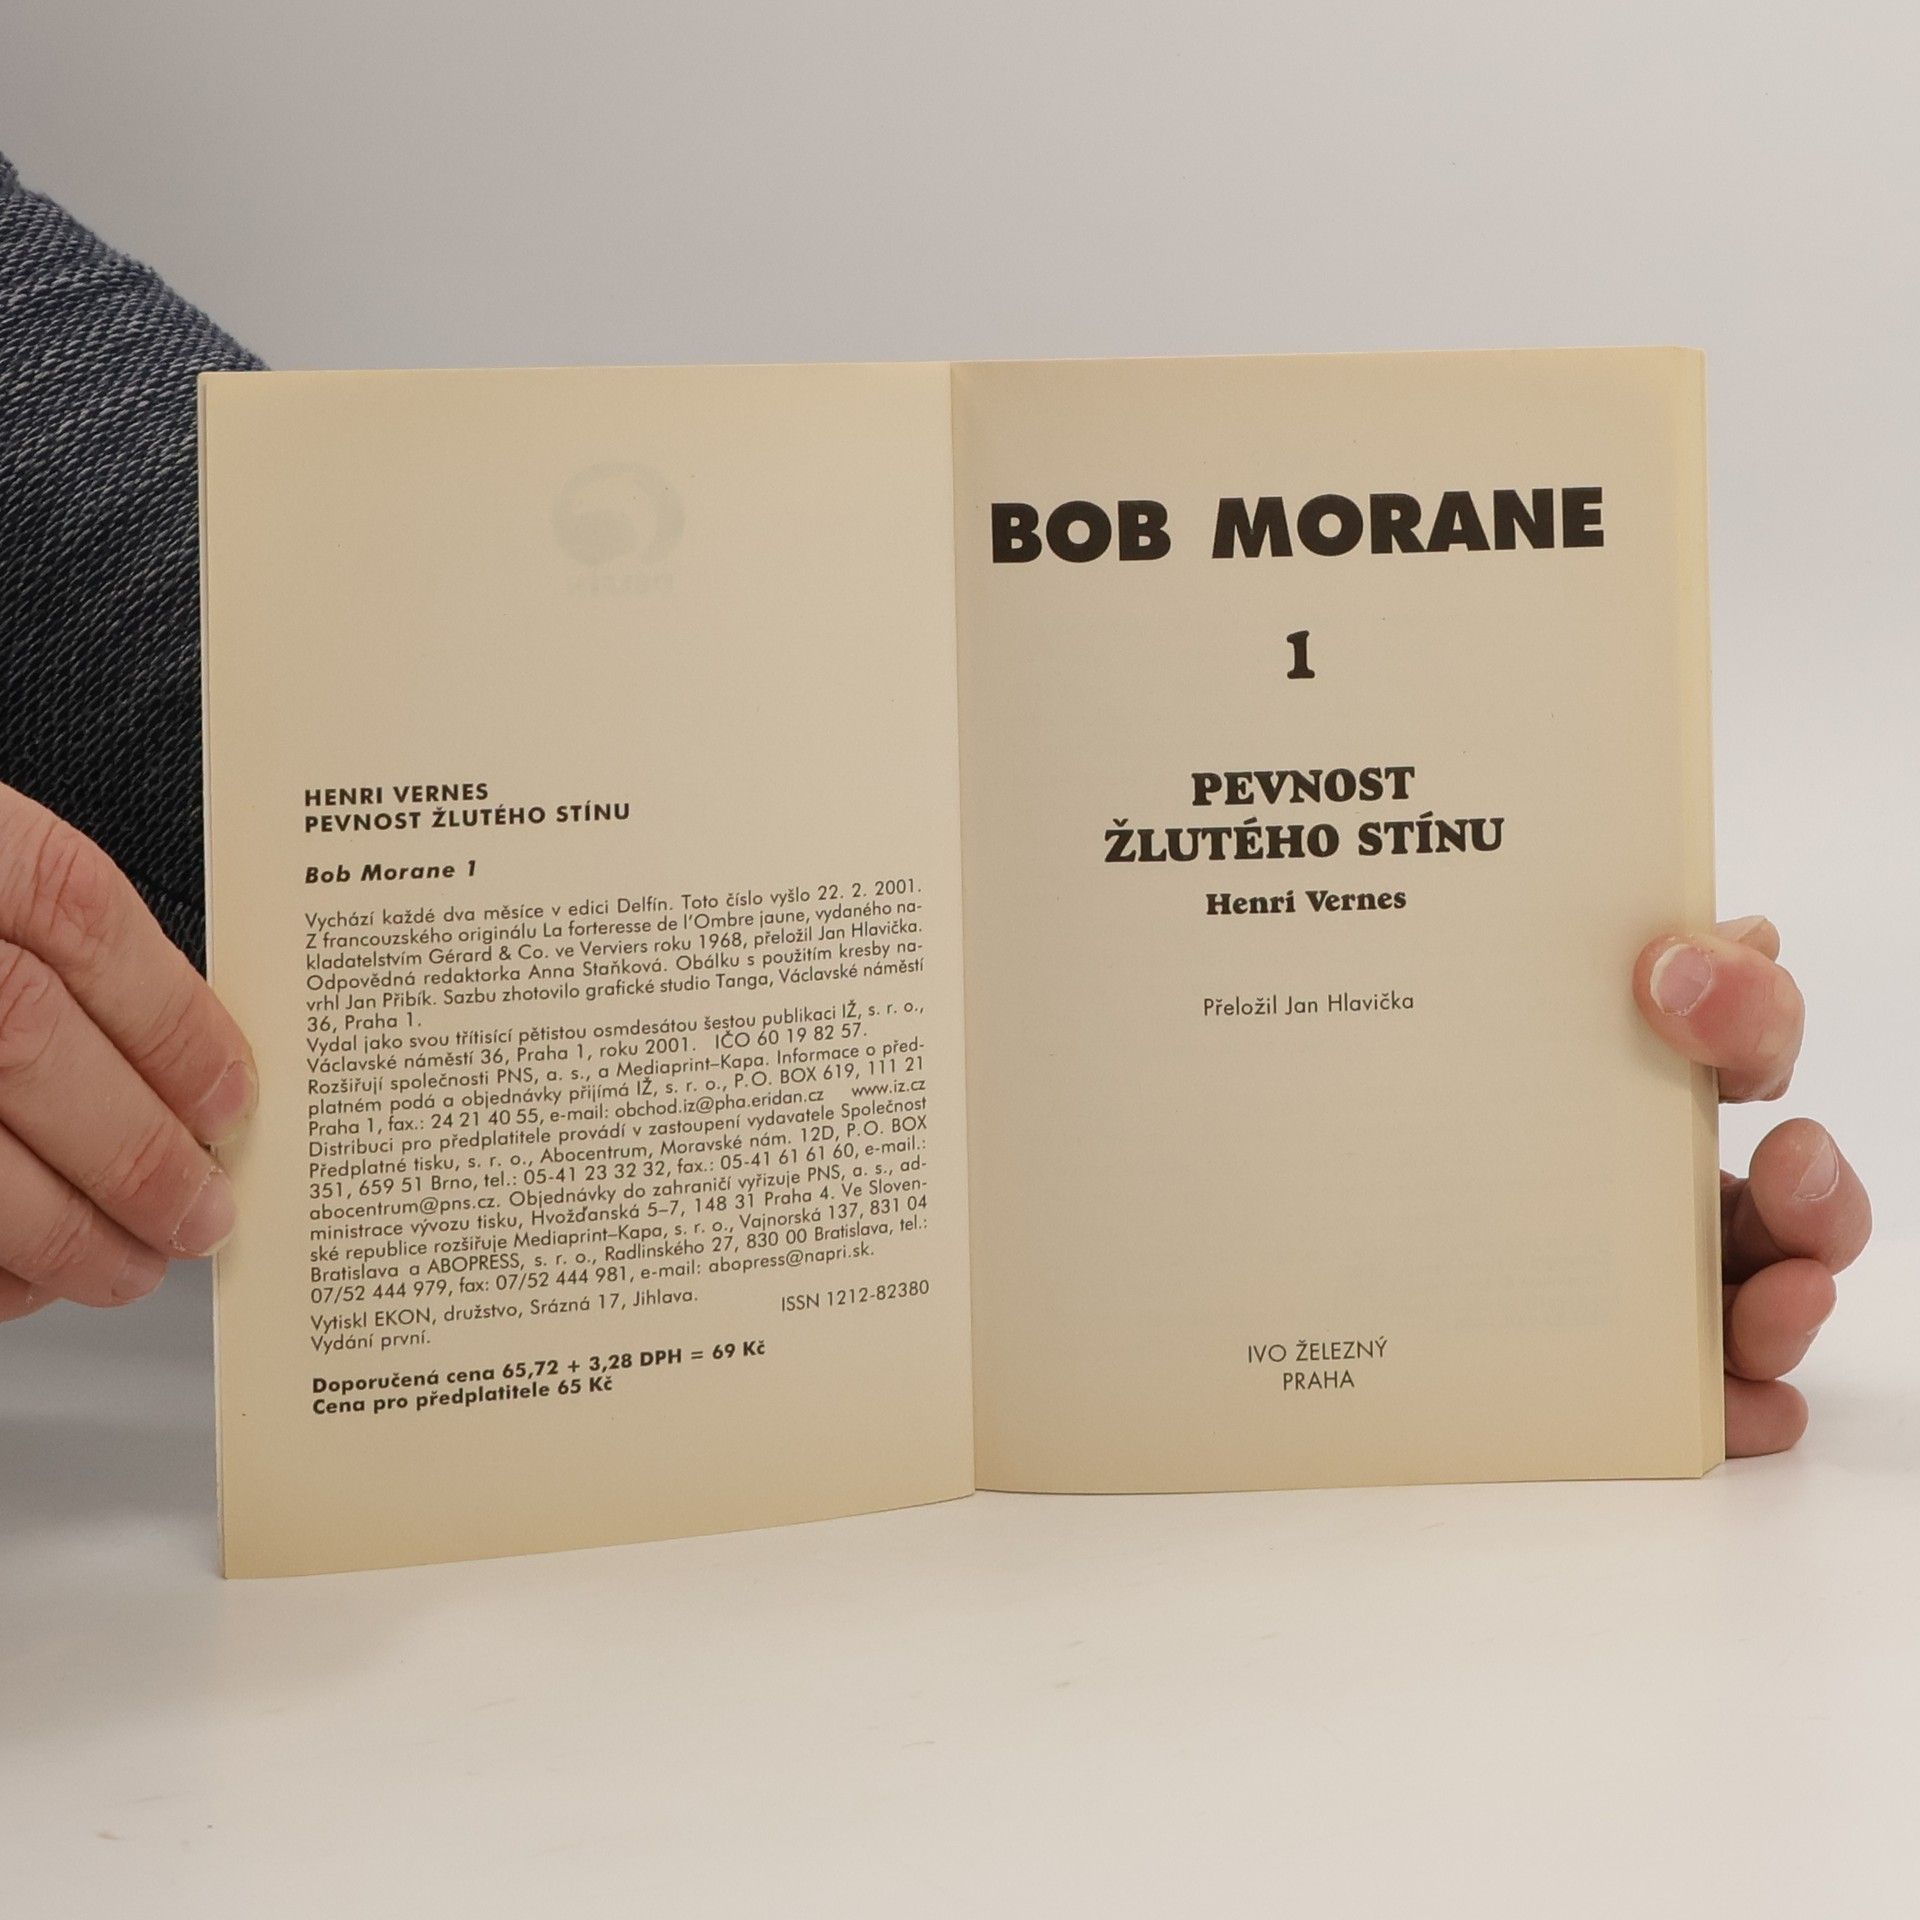 HENRI VERNES
PEVNOST ŽLUTÉHO STÍNU
Bob Morane 1
Vychází každé dva měsíce v edici Delfín. Toto číslo vyšlo 22. 2. 2001.
Z francouzského originálu La forteresse de l'Ombre jaune, vydaného na-
kladatelstvím Gérard & Co. ve Verviers roku 1968, přeložil Jan Hlavička.
Odpovědná redaktorka Anna Staňková. Obálku s použitím kresby na-
vrhl Jan Přibík. Sazbu zhotovilo grafické studio Tanga, Václavské náměstí
36, Praha 1.
Vydal jako svou třítisící pětistou osmdesátou šestou publikaci IŽ, s. r. o.,
Václavské náměstí 36, Praha 1, roku 2001. IČO 60 19 82 57.
Rozšiřují společnosti PNS, a. s., a Mediaprint–Kapa. Informace o před-
platném podá a objednávky přijímá IŽ, s. r. o., P.O. BOX 619, 111 21
Praha 1, fax.: 24 21 40 55, e-mail: obchod.iz@pha.eridan.cz www.iz.cz
Distribuci pro předplatitele provádí v zastoupení vydavatele Společnost
Předplatné tisku, s. r. o., Abocentrum, Moravské nám. 12D, P.O. BOX
351, 659 51 Brno, tel.: 05-41 23 32 32, fax.: 05-41 61 61 60, e-mail.:
abocentrum@pns.cz. Objednávky do zahraničí vyřizuje PNS, a. s., ad-
ministrace vývozu tisku, Hvožďanská 5–7, 148 31 Praha 4. Ve Sloven-
ské republice rozšiřuje Mediaprint–Kapa, s. r. o., Vajnorská 137, 831 04
Bratislava a ABOPRESS, s. r. o., Radlinského 27, 830 00 Bratislava, tel.:
07/52 444 979, fax: 07/52 444 981, e-mail: abopress@napri.sk.
Vytiskl EKON, družstvo, Srázná 17, Jihlava.
Vydání první. ISSN 1212-82380
Doporučená cena 65,72 + 3,28 DPH = 69 Kč
Cena pro předplatitele 65 Kč
BOB MORANE
1
PEVNOST
ŽLUTÉHO STÍNU
Henri Vernes
Přeložil Jan Hlavička
IVO ŽELEZNÝ
PRAHA